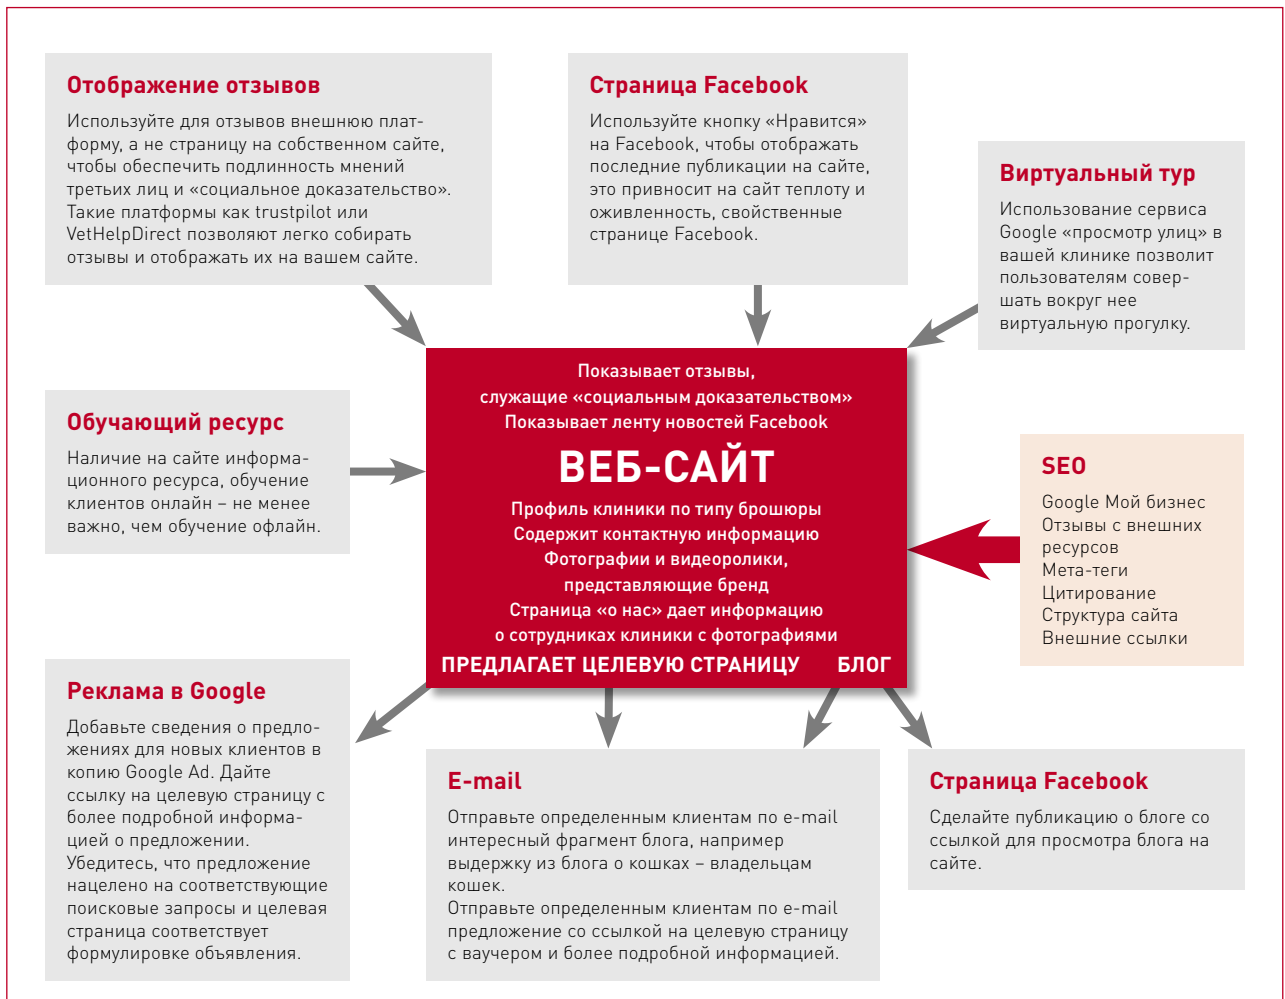 Отображение отзывов
Используйте для отзывов внешнюю плат-
форму, а не страницу на собственном сайте,
чтобы обеспечить подлинность мнений
третьих лиц и «социальное доказательство».
Такие платформы как trustpilot или
VetHelpDirect позволяют легко собирать
отзывы и отображать их на вашем сайте.
Страница Facebook
Используйте кнопку «Нравится»
на Facebook, чтобы отображать
последние публикации на сайте,
это привносит на сайт теплоту и
оживленность, свойственные
странице Facebook.
Виртуальный тур
Использование сервиса
Google «просмотр улиц» в
вашей клинике позволит
пользователям совер-
шать вокруг нее
виртуальную прогулку.
Обучающий ресурс
Наличие на сайте информа-
ционного ресурса, обучение
клиентов онлайн – не менее
важно, чем обучение офлайн.
Показывает отзывы,
служащие «социальным доказательством»
Показывает ленту новостей Facebook
ВЕБ-САЙТ
Профиль клиники по типу брошюры
Содержит контактную информацию
Фотографии и видеоролики,
представляющие бренд
Страница «о нас» дает информацию
о сотрудниках клиники с фотографиями
ПРЕДЛАГАЕТ ЦЕЛЕВУЮ СТРАНИЦУ БЛОГ
SEO
Google Мой бизнес
Отзывы с внешних
ресурсов
Мета-теги
Цитирование
Структура сайта
Внешние ссылки
Реклама в Google
Добавьте сведения о предло-
жениях для новых клиентов в
копию Google Ad. Дайте
ссылку на целевую страницу с
более подробной информа-
цией о предложении.
Убедитесь, что предложение
нацелено на соответствующие
поисковые запросы и целевая
страница соответствует
формулировке объявления.
E-mail
Отправьте определенным клиентам по e-mail
интересный фрагмент блога, например
выдержку из блога о кошках – владельцам
кошек.
Отправьте определенным клиентам по e-mail
предложение со ссылкой на целевую страницу
с ваучером и более подробной информацией.
Страница Facebook
Сделайте публикацию о блоге со
ссылкой для просмотра блога на
сайте.